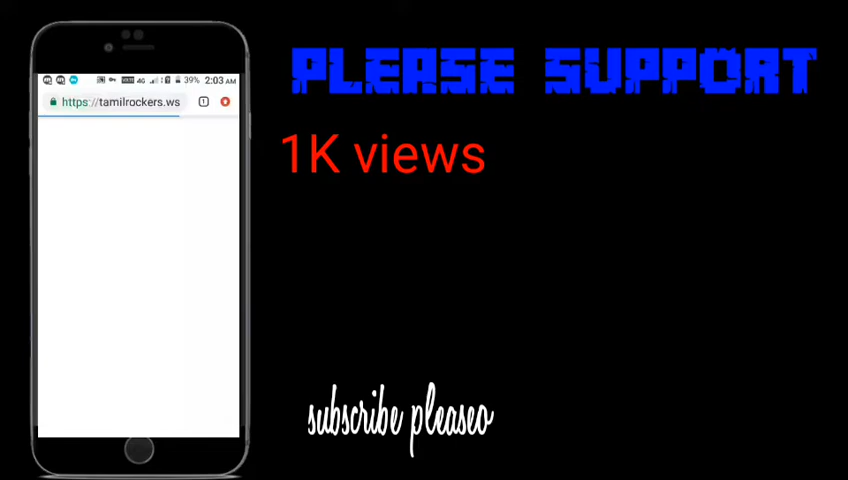 39% 2:03 AM
https://tamilrockers.ws
PLEASE SUPPORT
1K views
subscribe pleaseo